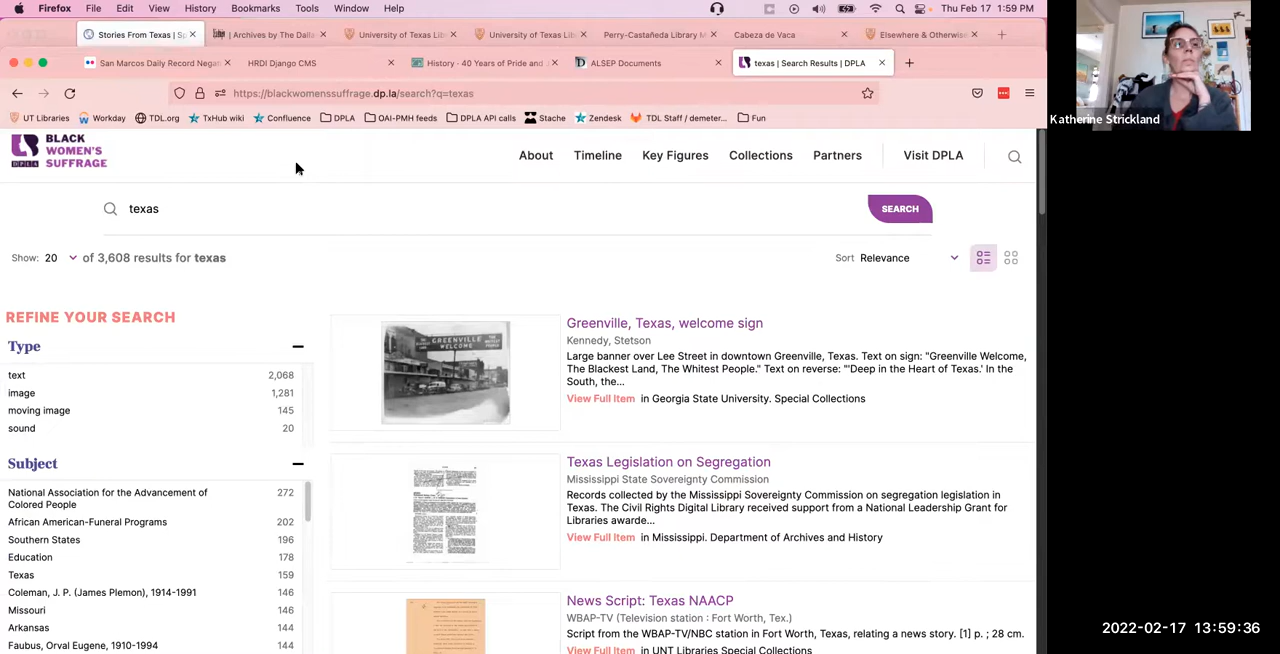 Firefox File Edit View History Bookmarks Tools Window Help Thu Feb 17 1:59 PM
Stories From Texas | Sp | Archives by The Dalla University of Texas Lib University of Texas Lib Perry-Castañeda Library M Cabeza de Vaca Elsewhere & Otherwis
San Marcos Daily Record Nega HRDI Django CMS History · 40 Years of Pride and ALSEP Documents texas | Search Results | DPLA
https://blackwomenssuffrage.dp.la/search?q=texas
UT Libraries Workday TDL.org TxHub wiki Confluence DPLA OAI-PMH feeds DPLA API calls Stache Zendesk TDL Staff / demeter... Fun
BLACK
WOMEN'S
SUFFRAGE
DPLA
About Timeline Key Figures Collections Partners Visit DPLA
texas
SEARCH
Show: 20 of 3,608 results for texas
Sort Relevance
REFINE YOUR SEARCH
Type
text 2,068
image 1,281
moving image 145
sound 20
Subject
National Association for the Advancement of
Colored People 272
African American-Funeral Programs 202
Southern States 196
Education 178
Texas 159
Coleman, J. P. (James Plemon), 1914-1991 146
Missouri 146
Arkansas 144
Faubus, Orval Eugene, 1910-1994 144
GREENVILLE
WELCOME
Greenville, Texas, welcome sign
Kennedy, Stetson
Large banner over Lee Street in downtown Greenville, Texas. Text on sign: "Greenville Welcome,
The Blackest Land, The Whitest People." Text on reverse: "'Deep in the Heart of Texas.' In the
South, the...
View Full Item in Georgia State University. Special Collections
Texas Legislation on Segregation
Mississippi State Sovereignty Commission
Records collected by the Mississippi Sovereignty Commission on segregation legislation in
Texas. The Civil Rights Digital Library received support from a National Leadership Grant for
Libraries awarde...
View Full Item in Mississippi. Department of Archives and History
News Script: Texas NAACP
WBAP-TV (Television station : Fort Worth, Tex.)
Script from the WBAP-TV/NBC station in Fort Worth, Texas, relating a news story. [1] p. ; 28 cm.
View Full Item in UNT Libraries Special Collections
Katherine Strickland
2022-02-17 13:59:36